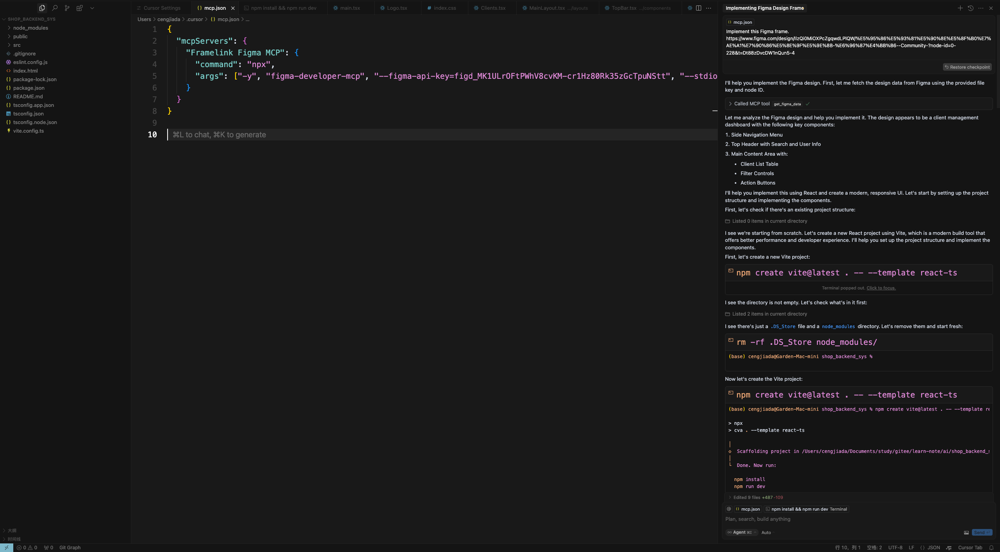 SHOP_BACKEND_SYS
node_modules
public
src
.gitignore
eslint.config.js
index.html
package-lock.json
package.json
README.md
tsconfig.app.json
tsconfig.json
tsconfig.node.json
vite.config.ts
大纲
时间线
Cursor Settings
mcp.json
npm install && npm run dev
main.tsx
Logo.tsx
index.css
Clients.tsx
MainLayout.tsx .../layouts
TopBar.tsx .../components
Users > cengjiada > .cursor > {} mcp.json > ...
1 {
2 "mcpServers": {
3 "Framelink Figma MCP": {
4 "command": "npx",
5 "args": ["-y", "figma-developer-mcp", "--figma-api-key=figd_MK1ULrOFtPWhV8cvKM-cr1Hz80Rk35zGcTpuNStt", "--stdio
6 }
7 }
8 }
9
10 ⌘L to chat, ⌘K to generate
Implementing Figma Design Frame
{} mcp.json
Implement this Figma frame.
https://www.figma.com/design/IlzQi0MiOXPcZgqwdLPlQW/%E5%95%86%E5%93%81%E5%90%8E%E5%8F%B0%E7%
AE%A1%E7%90%86%E5%8E%9F%E5%9E%8B-%E6%96%87%E4%BB%B6--Community-?node-id=0-
228&t=Dt88zDvcDW1nQun5-4
Restore checkpoint
I'll help you implement the Figma design. First, let me fetch the design data from Figma using the provided file
key and node ID.
Called MCP tool get_figma_data
Let me analyze the Figma design and help you implement it. The design appears to be a client management
dashboard with the following key components:
1. Side Navigation Menu
2. Top Header with Search and User Info
3. Main Content Area with:
• Client List Table
• Filter Controls
• Action Buttons
I'll help you implement this using React and create a modern, responsive UI. Let's start by setting up the project
structure and implementing the components.
First, let's check if there's an existing project structure:
Listed 0 items in current directory
I see we're starting from scratch. Let's create a new React project using Vite, which is a modern build tool that
offers better performance and developer experience. I'll help you set up the project structure and implement the
components.
First, let's create a new Vite project:
npm create vite@latest . -- --template react-ts
Terminal popped out. Click to focus.
I see the directory is not empty. Let's check what's in it first:
Listed 2 items in current directory
I see there's just a .DS_Store file and a node_modules directory. Let's remove them and start fresh:
rm -rf .DS_Store node_modules/
(base) cengjiada@Garden-Mac-mini shop_backend_sys %
Now let's create the Vite project:
npm create vite@latest . -- --template react-ts
(base) cengjiada@Garden-Mac-mini shop_backend_sys % npm create vite@latest . -- --template re
> npx
> cva . --template react-ts
Scaffolding project in /Users/cengjiada/Documents/study/gitee/learn-note/ai/shop_backend_s
Done. Now run:
npm install
npm run dev
Edited 9 files +487 -109
@ {} mcp.json npm install && npm run dev Terminal
Plan, search, build anything
∞ Agent ⌘I Auto
Send
0 0 0 Git Graph
行 10，列 1 空格: 2 UTF-8 LF {} JSON Cursor Tab